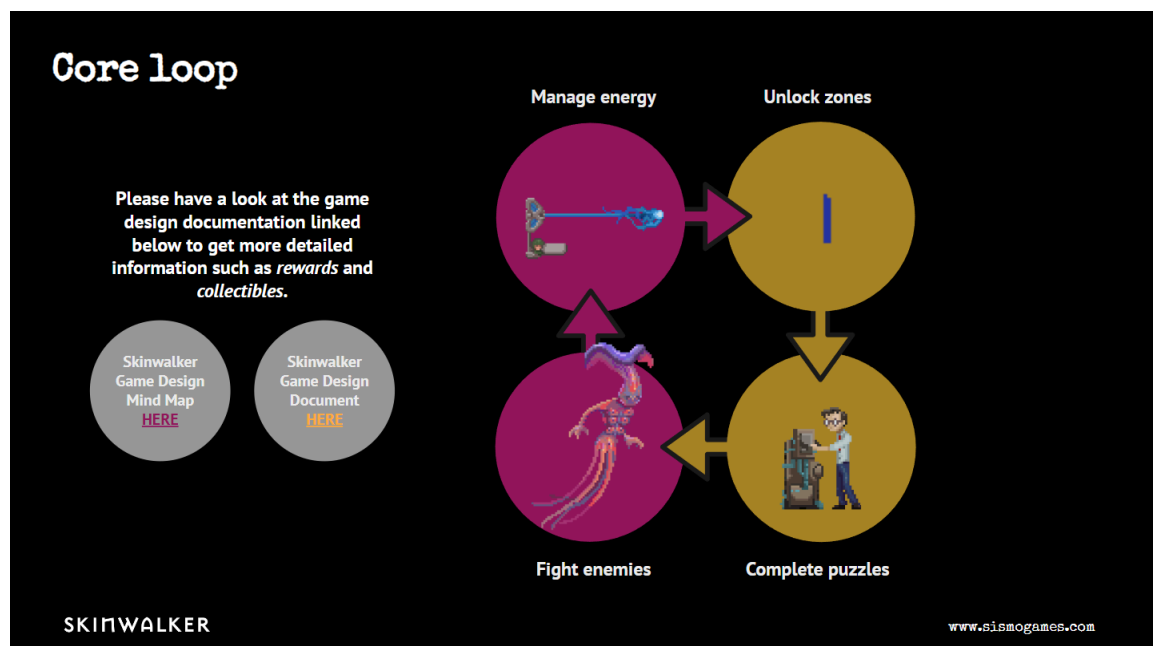 Core loop
Manage energy
Unlock zones
Please have a look at the game
design documentation linked
below to get more detailed
information such as rewards and
collectibles.
Skinwalker
Game Design
Mind Map
HERE
Skinwalker
Game Design
Document
HERE
Fight enemies
Complete puzzles
SKINWALKER
www.sismogames.com